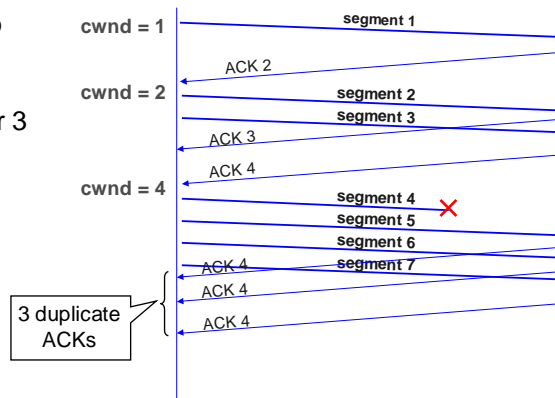 cwnd = 1
segment 1
ACK 2
cwnd = 2
segment 2
r 3
segment 3
ACK 3
ACK 4
cwnd = 4
segment 4
segment 5
segment 6
ACK 4
segment 7
ACK 4
3 duplicate
ACKs
ACK 4